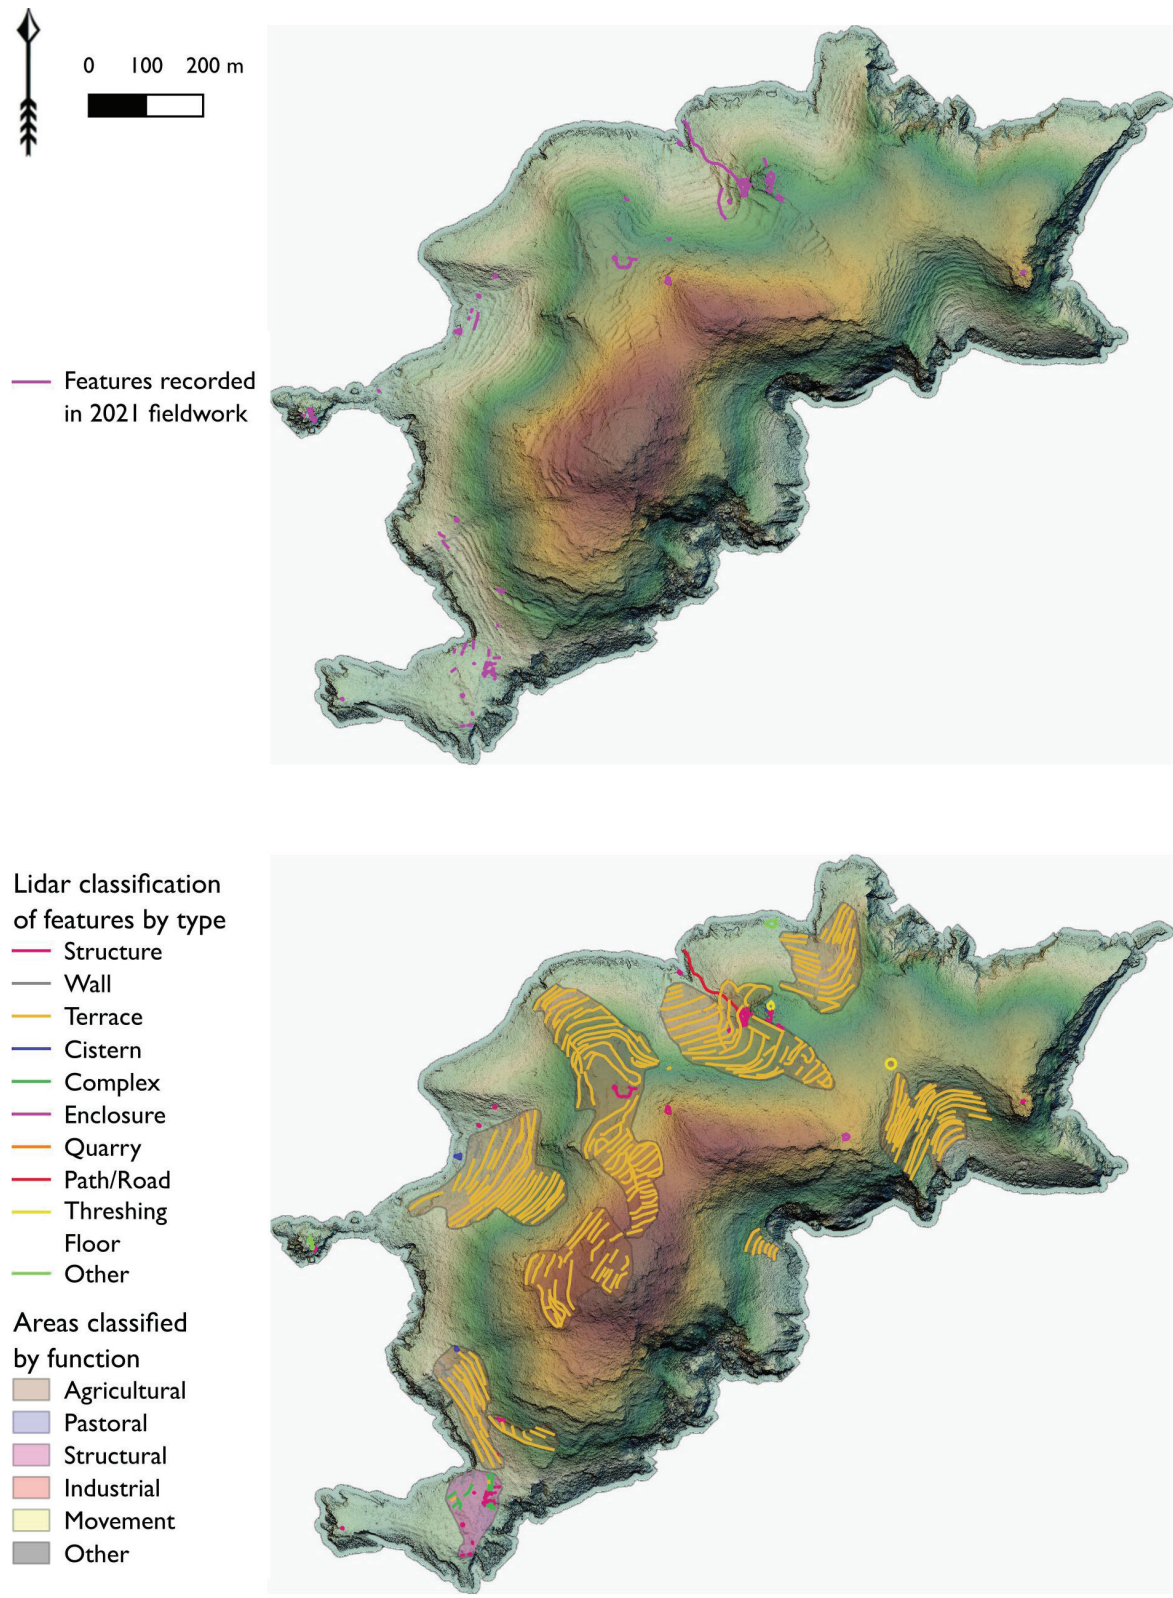 0 100 200 m
Features recorded
in 2021 fieldwork
Lidar classification
of features by type
Structure
Wall
Terrace
Cistern
Complex
Enclosure
Quarry
Path/Road
Threshing
Floor
Other
Areas classified
by function
Agricultural
Pastoral
Structural
Industrial
Movement
Other